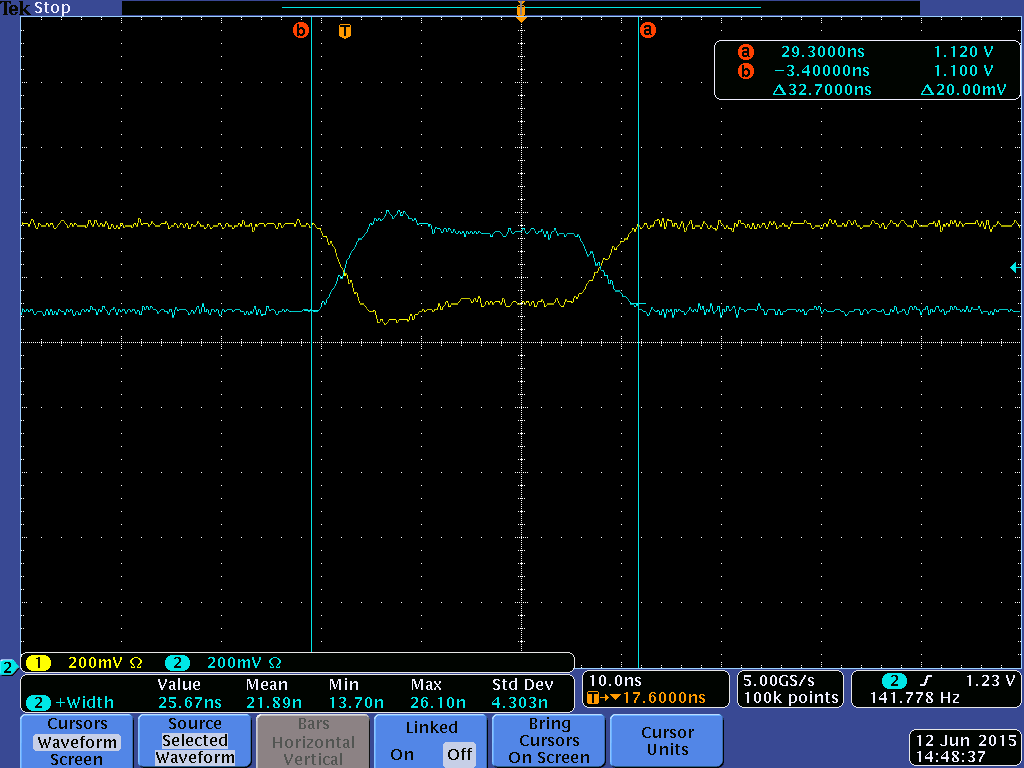 Tek Stop
T
b T a
a 29.3000ns 1.120 V
b −3.40000ns 1.100 V
Δ32.7000ns Δ20.00mV
2
1 200mV Ω 2 200mV Ω
Value Mean Min Max Std Dev
2 +Width 25.67ns 21.89n 13.70n 26.10n 4.303n
10.0ns
T→▼17.6000ns
5.00GS/s
100k points
2 1.23 V
141.778 Hz
Cursors
Waveform
Screen
Source
Selected
Waveform
Bars
Horizontal
Vertical
Linked
On Off
Bring
Cursors
On Screen
Cursor
Units
12 Jun 2015
14:48:37